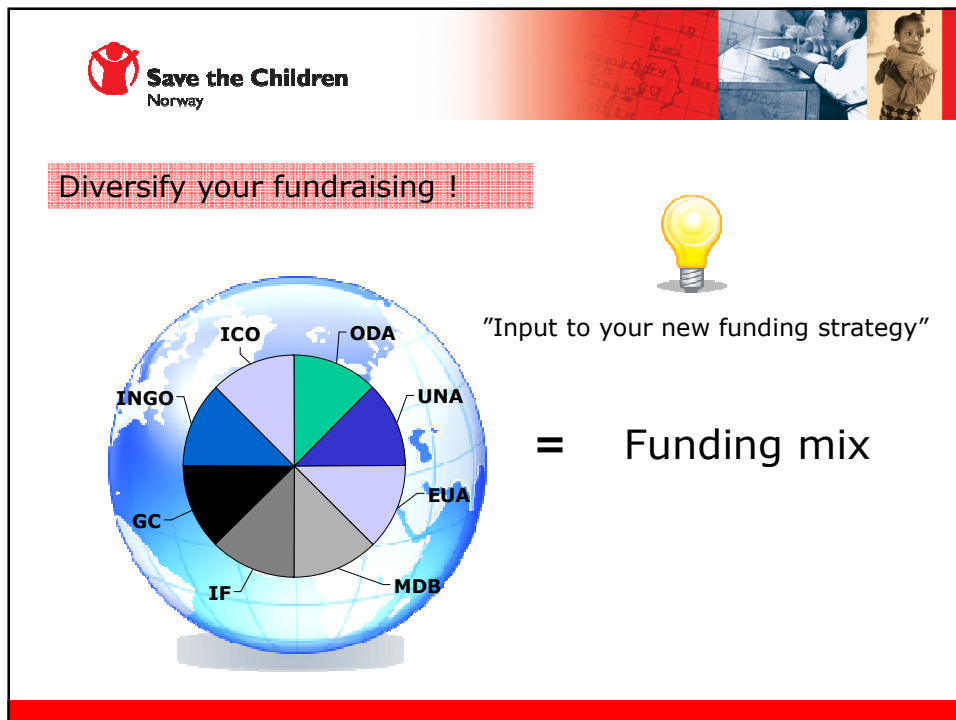 Save the Children
Norway
Diversify your fundraising !
”Input to your new funding strategy”
ICO
ODA
INGO
UNA
= Funding mix
EUA
GC
MDB
IF